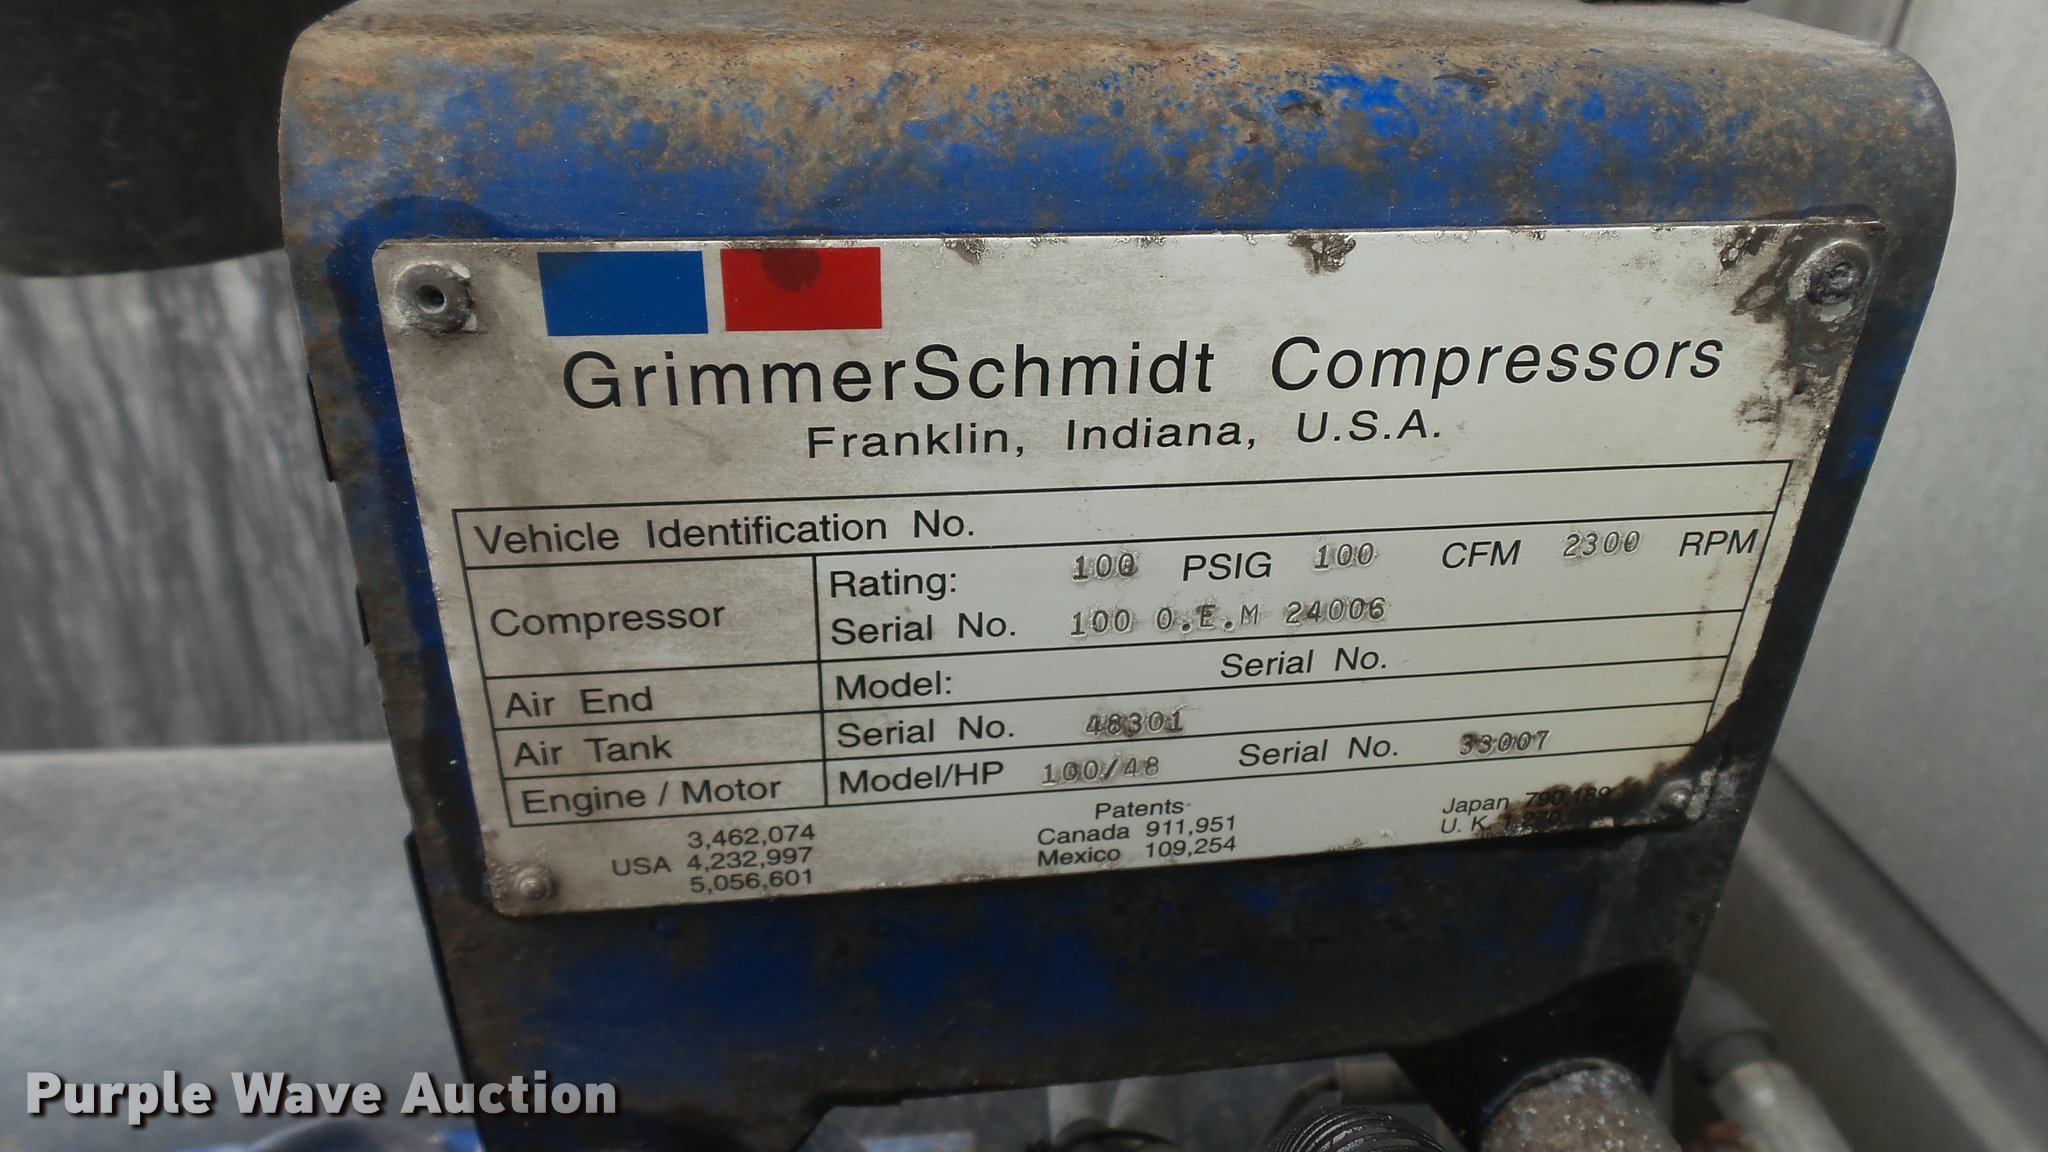 GrimmerSchmidt Compressors
Franklin, Indiana, U.S.A.
Vehicle Identification No.
Compressor
Rating: 100 PSIG 100 CFM 2300 RPM
Serial No. 100 O.E.M 24006
Air End Model: Serial No.
Air Tank Serial No. 48301
Engine / Motor Model/HP 100/48 Serial No. 33007
Patents
USA 3,462,074
4,232,997
5,056,601
Canada 911,951
Mexico 109,254
Japan 790,189
U. K.
Purple Wave Auction